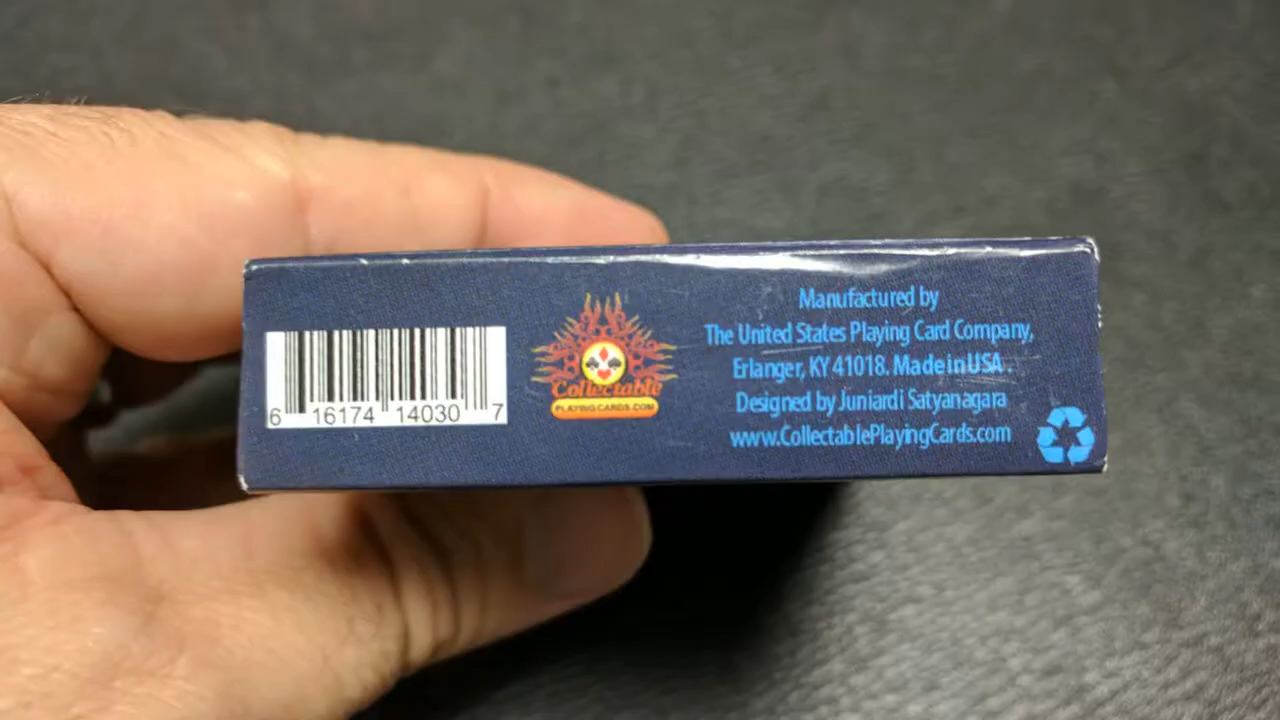 6 16174 14030 7
Collectable
PLAYINGCARDS.COM
Manufactured by
The United States Playing Card Company,
Erlanger, KY 41018. Made in USA .
Designed by Juniardi Satyanagara
www.CollectablePlayingCards.com